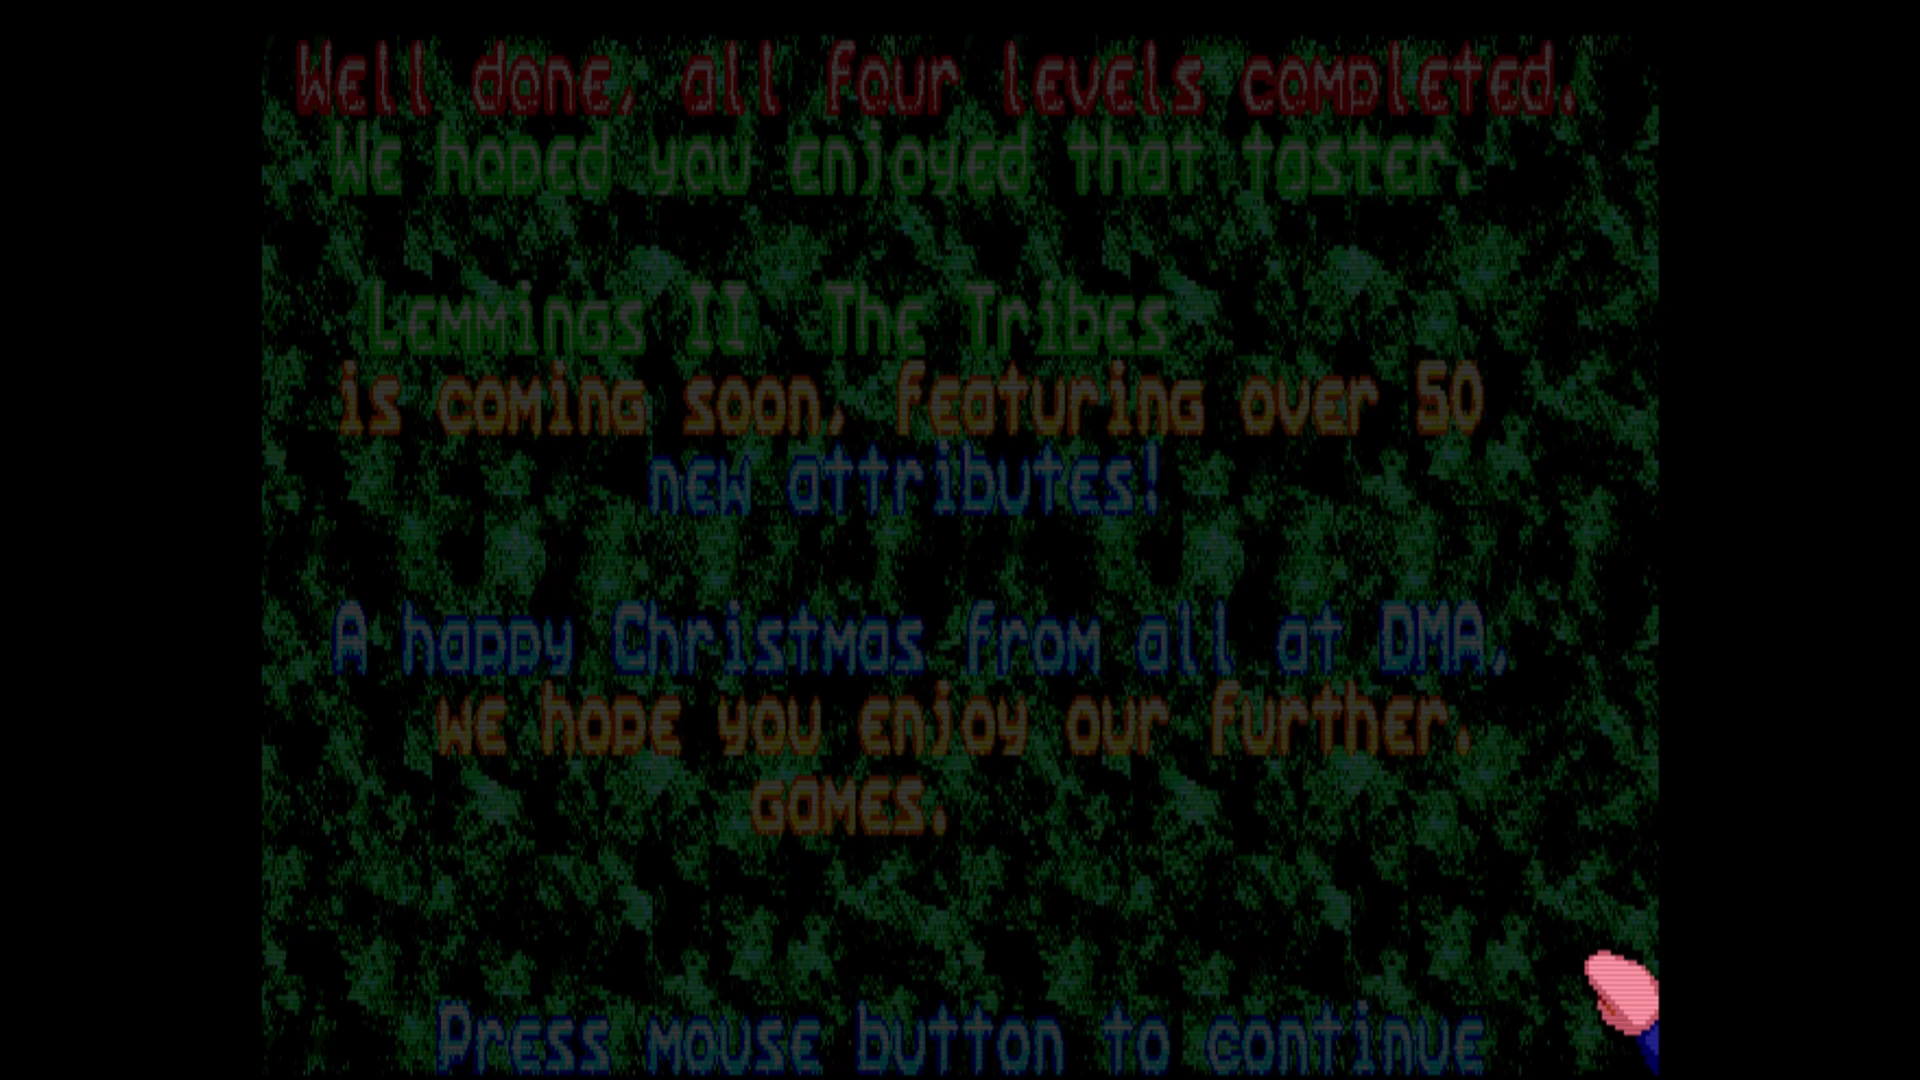 Well done, all four levels completed.
We hoped you enjoyed that taster.
Lemmings II The Tribes
is coming soon, featuring over 50
new attributes!
A happy Christmas from all at DMA,
we hope you enjoy our further.
games.
Press mouse button to continue